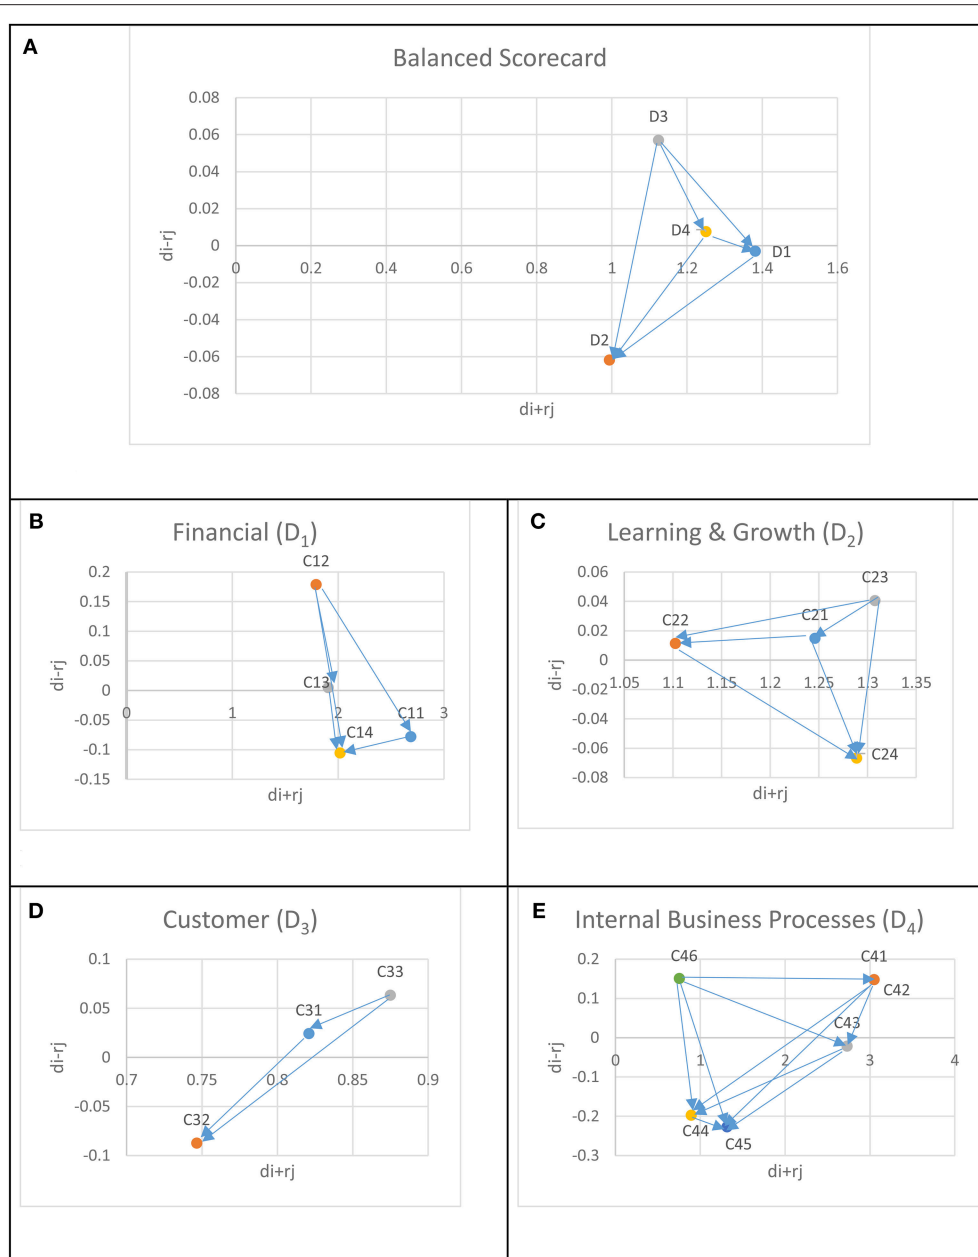 A
Balanced Scorecard
0.08
0.06
0.04
0.02
0
-0.02
-0.04
-0.06
-0.08
di-rj
0 0.2 0.4 0.6 0.8 1 1.2 1.4 1.6
D3
D4
D1
D2
di+rj
B
Financial (D1)
C12
0.2
0.15
0.1
0.05
0
-0.05
-0.1
-0.15
di-rj
C13
0 1 2 3
C11
C14
di+rj
C
Learning & Growth (D2)
0.06
0.04
0.02
0
-0.02
-0.04
-0.06
-0.08
di-rj
C23
C21
C22
1.05 1.1 1.15 1.2 1.25 1.3 1.35
C24
di+rj
D
Customer (D3)
0.1
0.05
0
-0.05
-0.1
di-rj
C33
C31
0.7 0.75 0.8 0.85 0.9
C32
di+rj
E
Internal Business Processes (D4)
0.2
0.1
0
-0.1
-0.2
-0.3
di-rj
C46
C41
C42
C43
0 1 2 3 4
C44
C45
di+rj